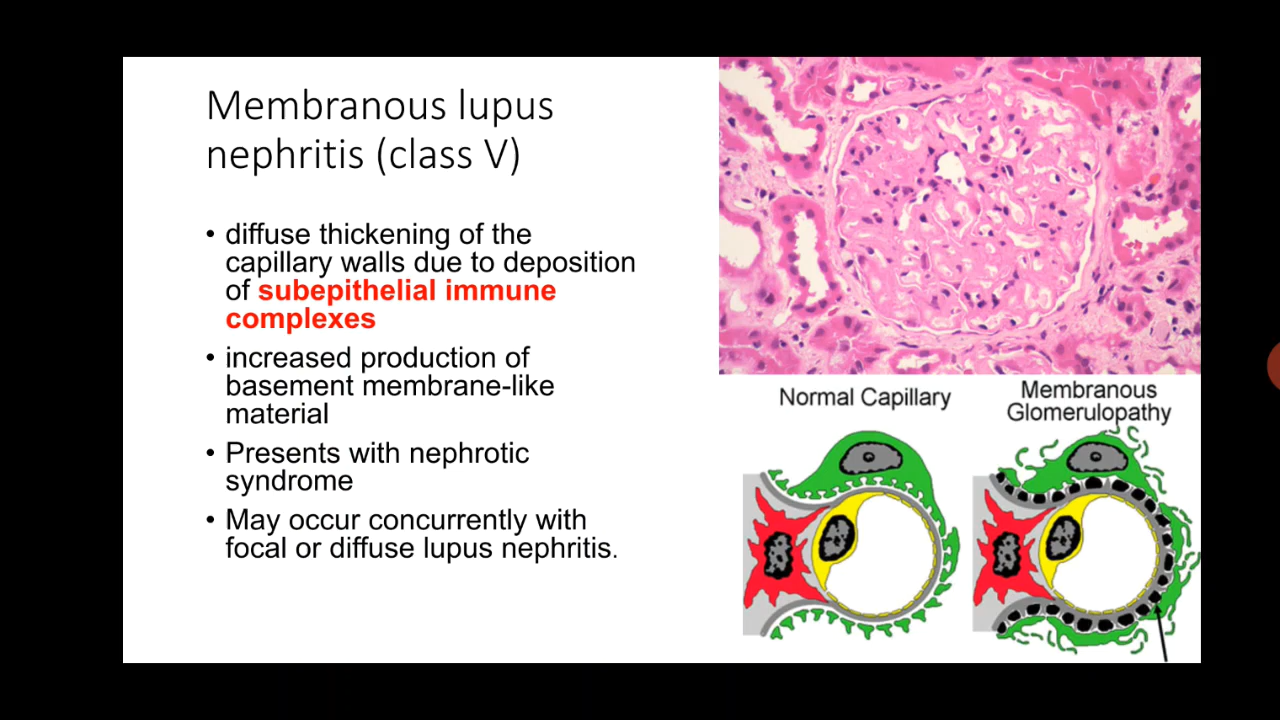 Membranous lupus
nephritis (class V)
• diffuse thickening of the
capillary walls due to deposition
of subepithelial immune
complexes
• increased production of
basement membrane-like
material
• Presents with nephrotic
syndrome
• May occur concurrently with
focal or diffuse lupus nephritis.
Normal Capillary
Membranous
Glomerulopathy